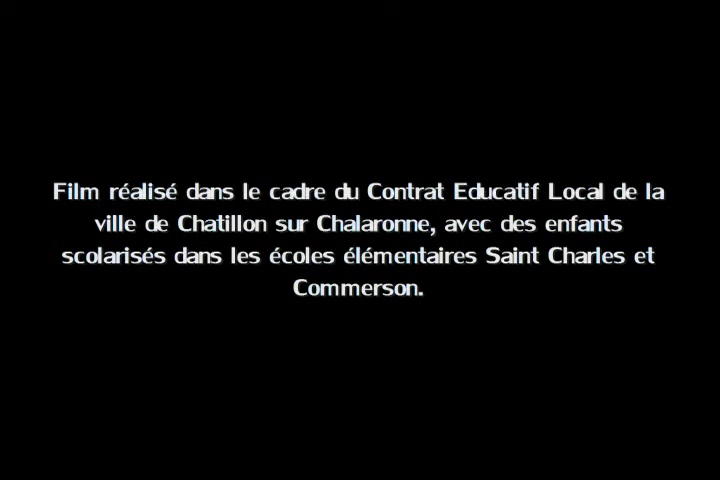 Film réalisé dans le cadre du Contrat Educatif Local de la
ville de Chatillon sur Chalaronne, avec des enfants
scolarisés dans les écoles élémentaires Saint Charles et
Commerson.